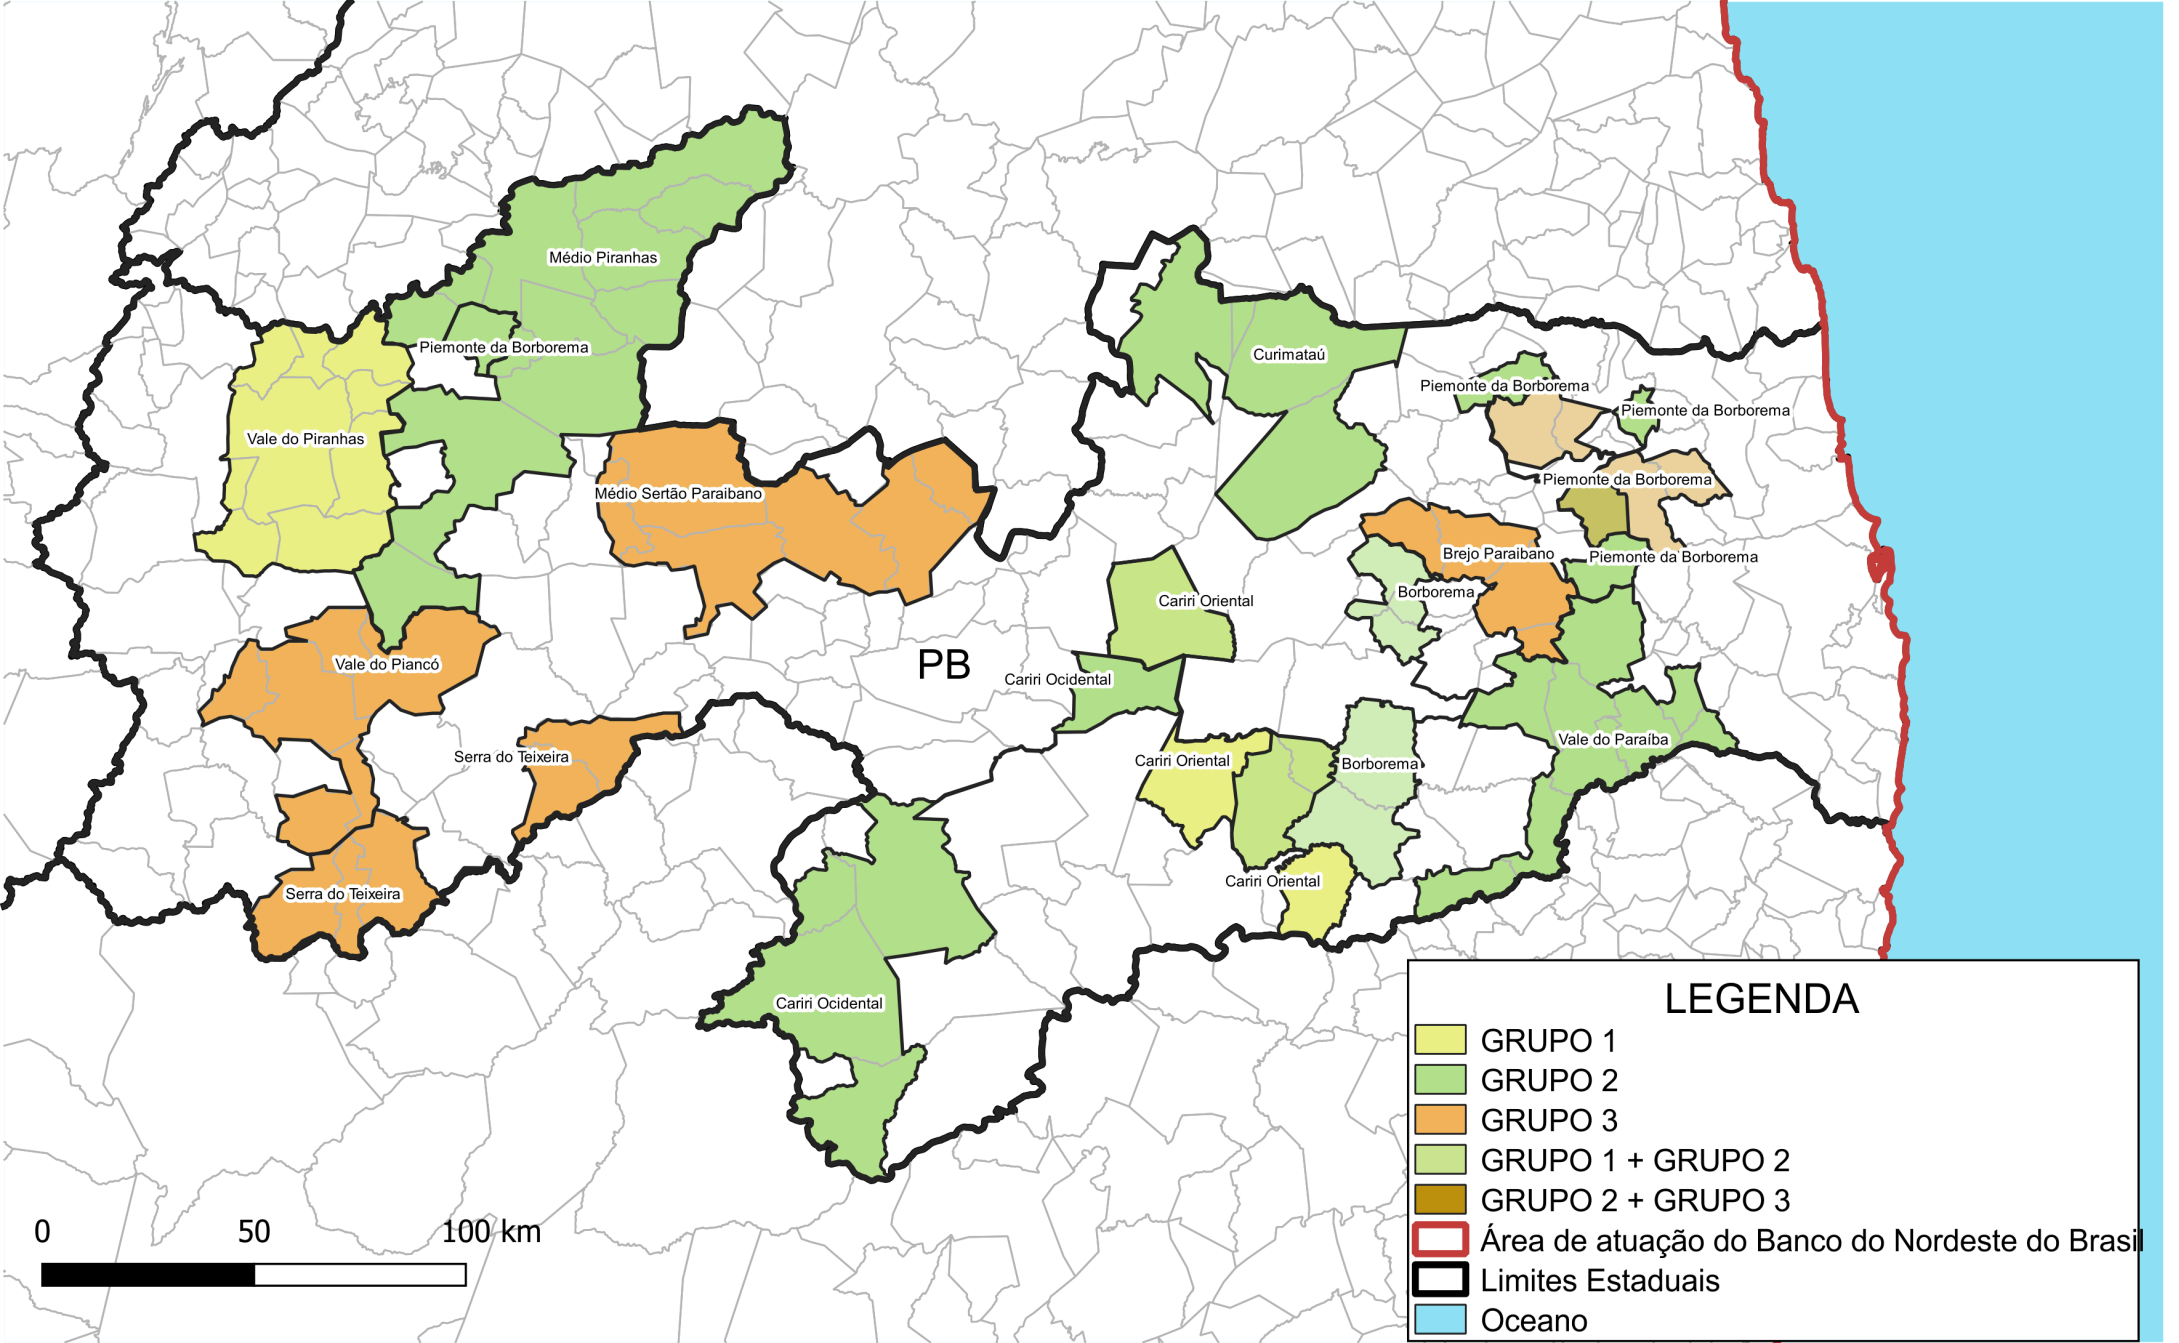 Médio Piranhas
Piemonte da Borborema
Curimataú
Piemonte da Borborema
Piemonte da Borborema
Vale do Piranhas
Médio Sertão Paraibano
Piemonte da Borborema
Brejo Paraibano
Piemonte da Borborema
Borborema
Cariri Oriental
PB
Vale do Piancó
Cariri Ocidental
Vale do Paraíba
Serra do Teixeira
Cariri Oriental
Borborema
Cariri Oriental
Serra do Teixeira
Cariri Ocidental
LEGENDA
GRUPO 1
GRUPO 2
GRUPO 3
GRUPO 1 + GRUPO 2
GRUPO 2 + GRUPO 3
Área de atuação do Banco do Nordeste do Brasil
Limites Estaduais
Oceano
0 50 100 km